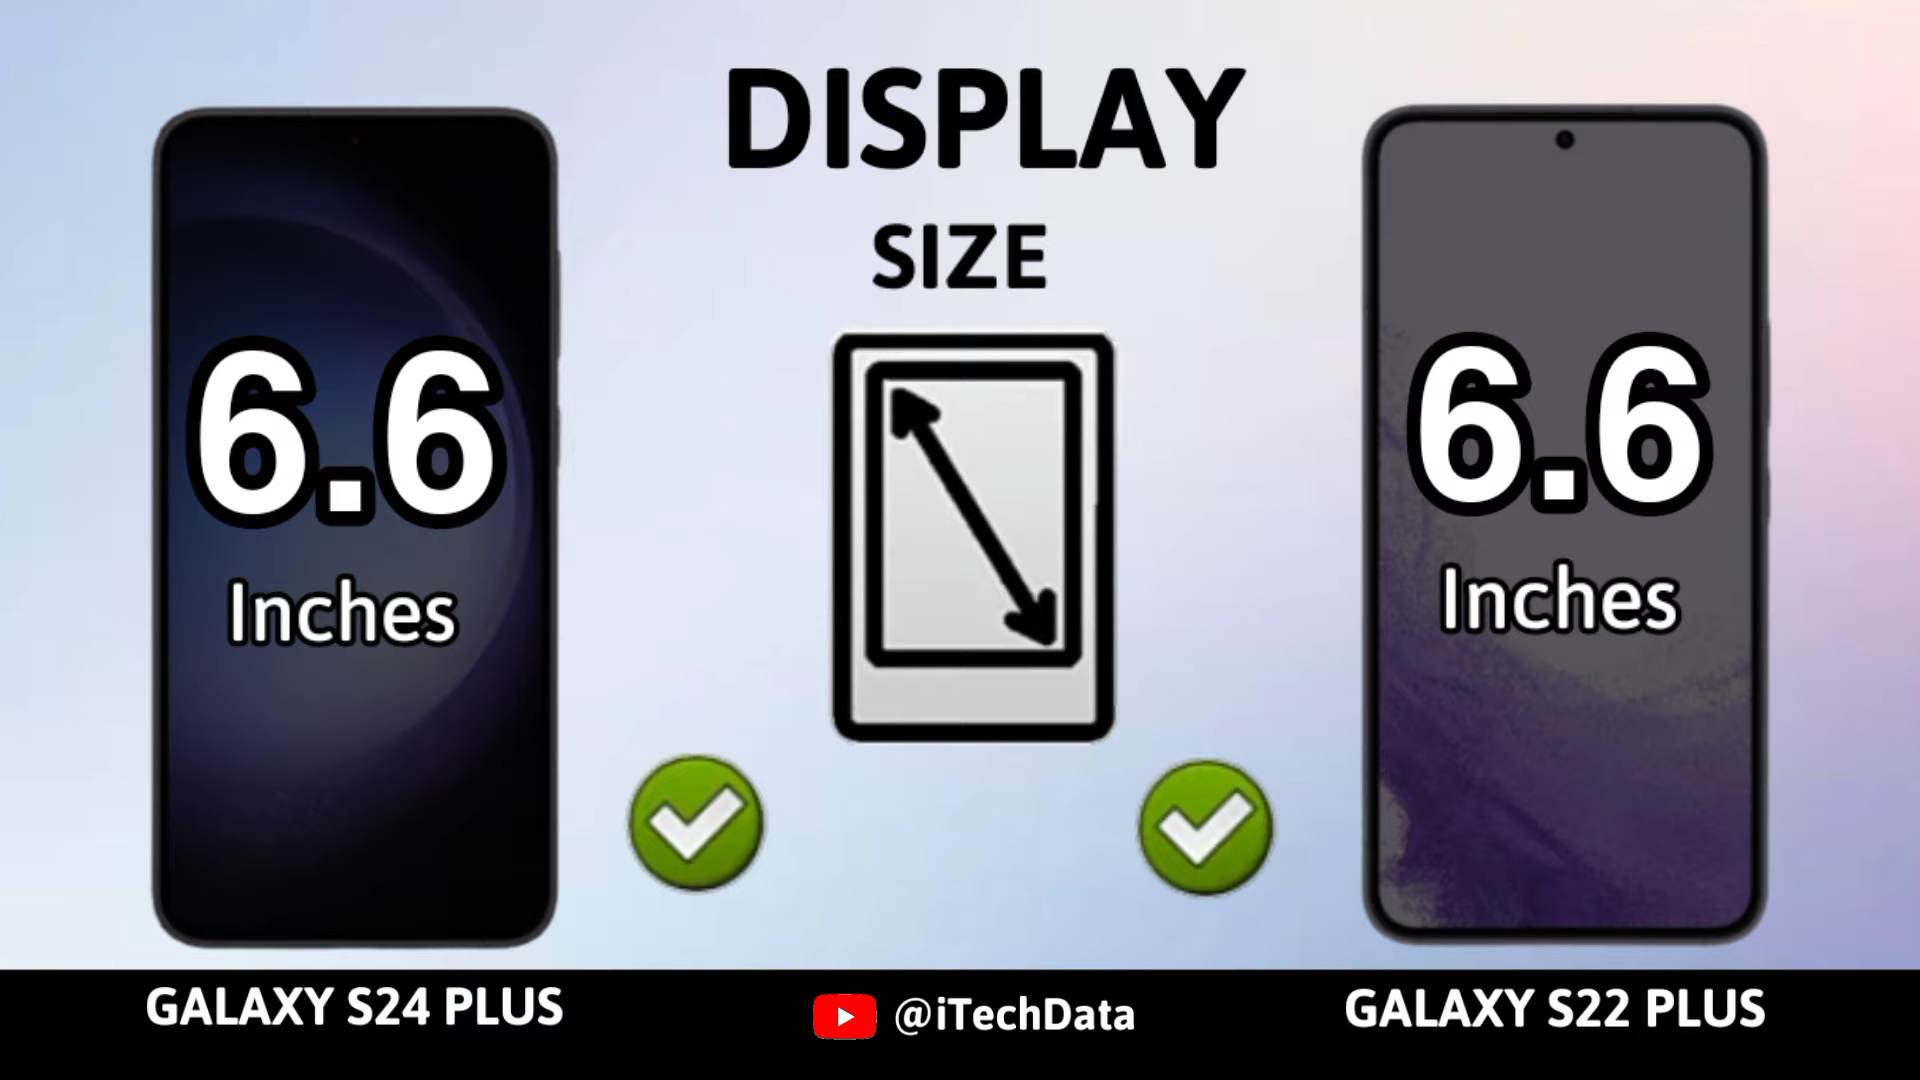 DISPLAY
SIZE
6.6
Inches
6.6
Inches
GALAXY S24 PLUS
@iTechData
GALAXY S22 PLUS